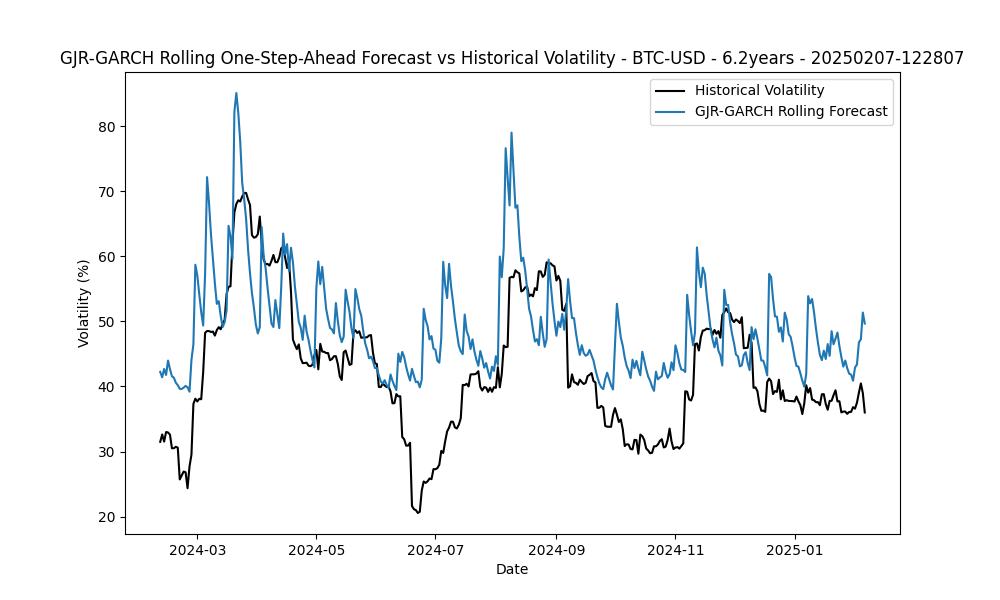 GJR-GARCH Rolling One-Step-Ahead Forecast vs Historical Volatility - BTC-USD - 6.2years - 20250207-122807
Historical Volatility
GJR-GARCH Rolling Forecast
Volatility (%)
80
70
60
50
40
30
20
2024-03
2024-05
2024-07
2024-09
2024-11
2025-01
Date